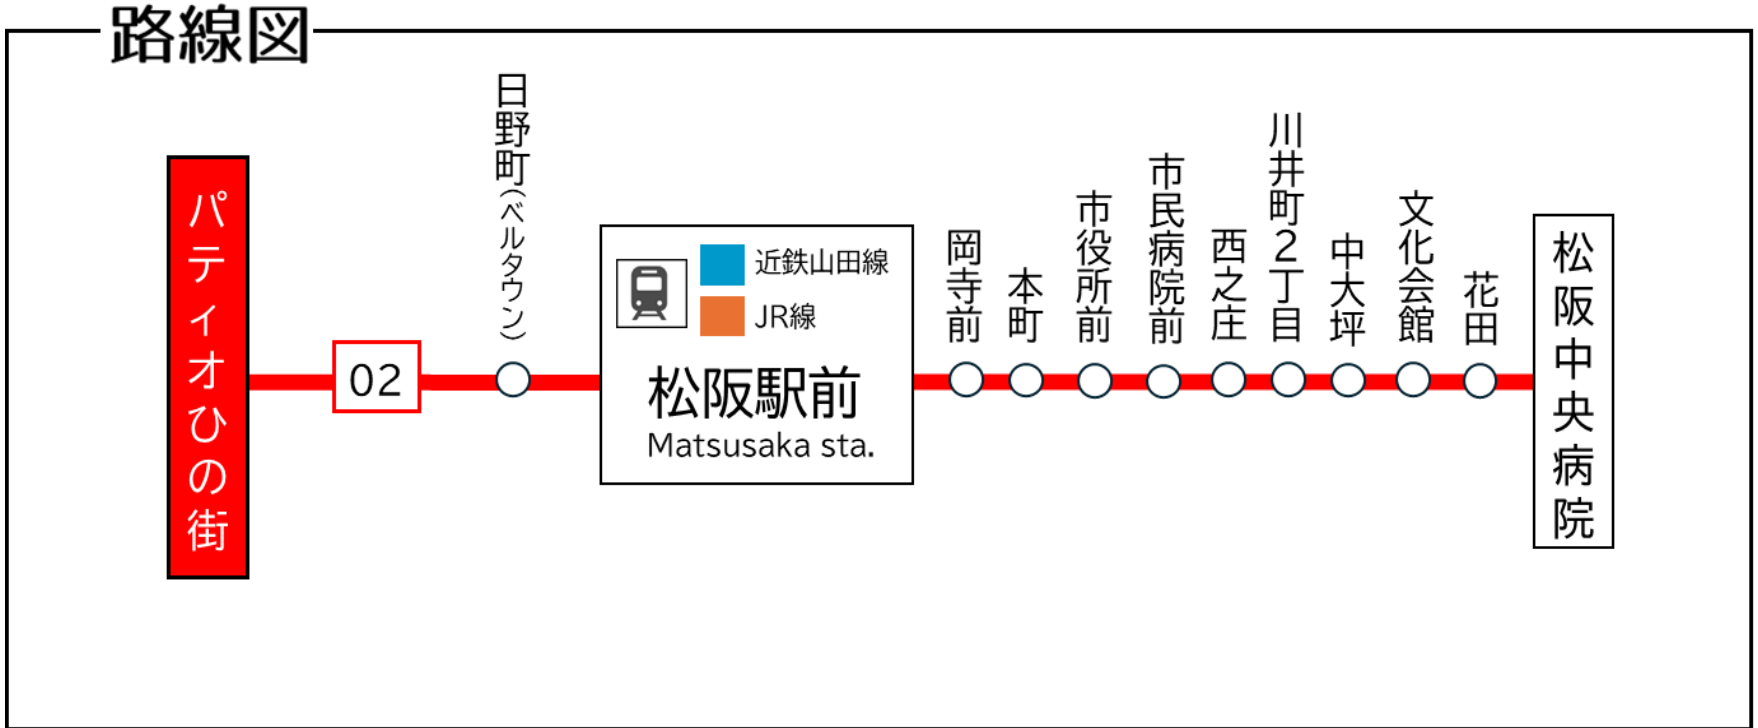 路線図
パティオひの街
02
日野町(ベルタウン)
近鉄山田線
JR線
松阪駅前
Matsusaka sta.
岡寺前
本町
市役所前
市民病院前
西之庄
川井町2丁目
中大坪
文化会館
花田
松阪中央病院